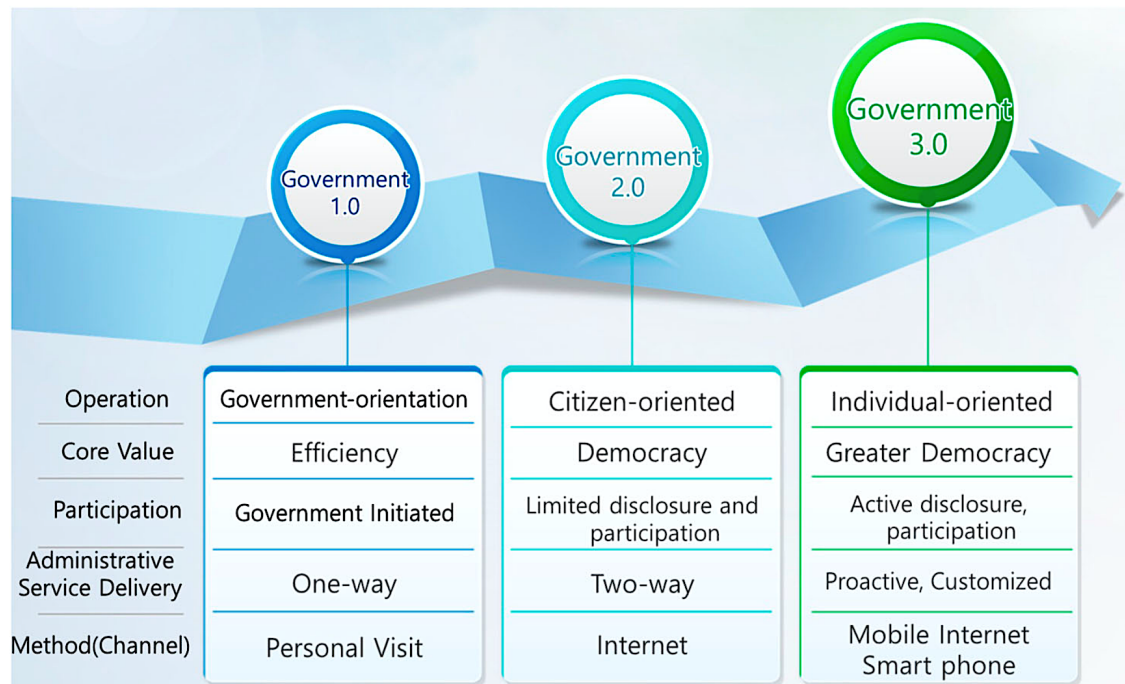 Government
1.0
Government
2.0
Government
3.0
Operation
Government-orientation
Citizen-oriented
Individual-oriented
Core Value
Efficiency
Democracy
Greater Democracy
Participation
Government Initiated
Limited disclosure and
participation
Active disclosure,
participation
Administrative
Service Delivery
One-way
Two-way
Proactive, Customized
Method(Channel)
Personal Visit
Internet
Mobile Internet
Smart phone